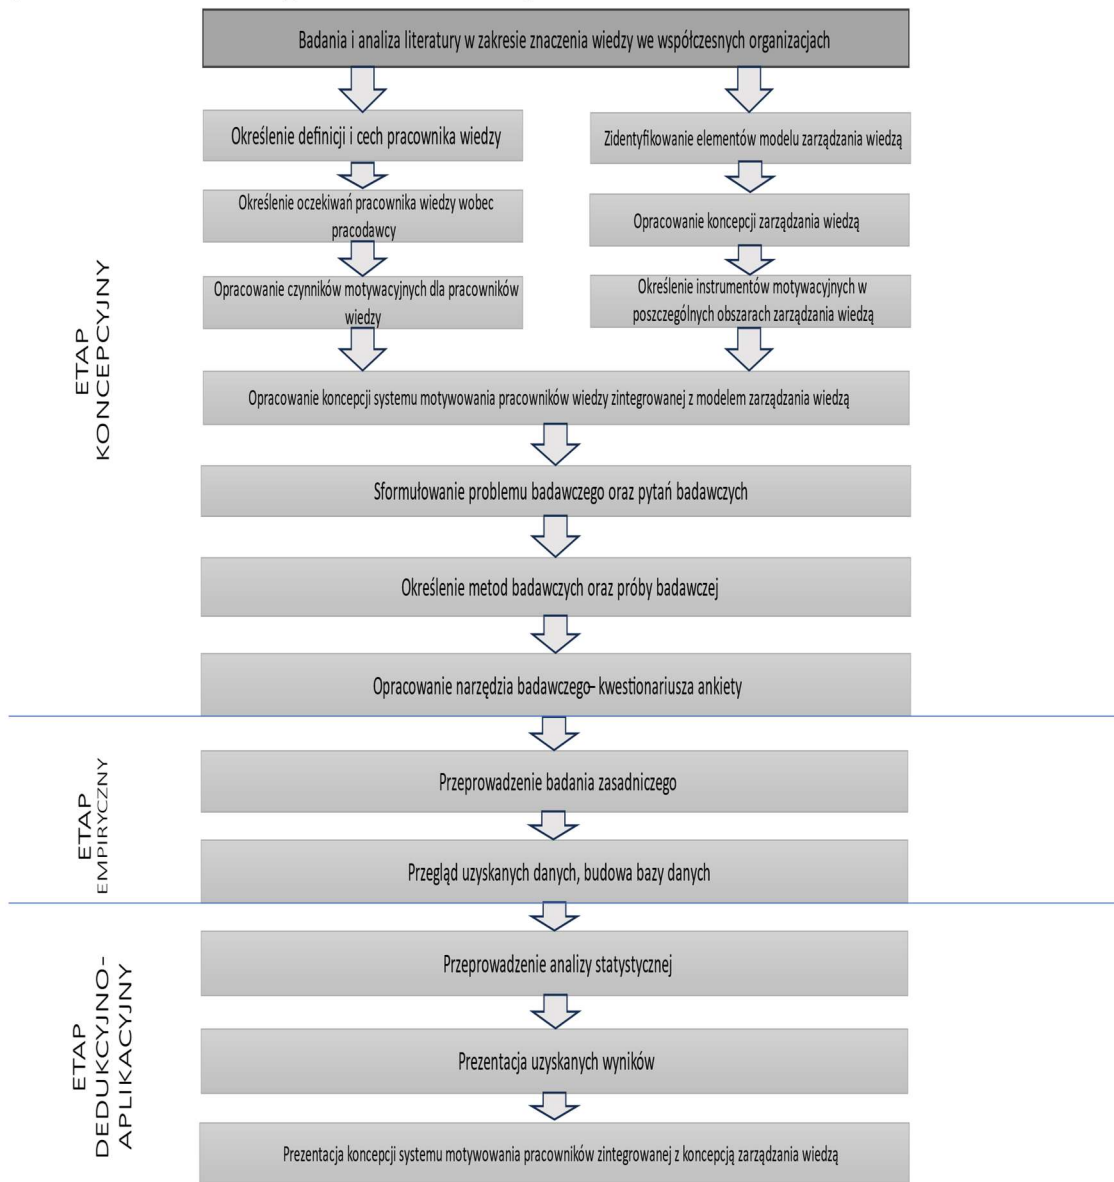 Badania i analiza literatury w zakresie znaczenia wiedzy we współczesnych organizacjach
Określenie definicji i cech pracownika wiedzy
Określenie oczekiwań pracownika wiedzy wobec
pracodawcy
Opracowanie czynników motywacyjnych dla pracowników
wiedzy
Zidentyfikowanie elementów modelu zarządzania wiedzą
Opracowanie koncepcji zarządzania wiedzą
Określenie instrumentów motywacyjnych w
poszczególnych obszarach zarządzania wiedzą
Opracowanie koncepcji systemu motywowania pracowników wiedzy zintegrowanej z modelem zarządzania wiedzą
Sformułowanie problemu badawczego oraz pytań badawczych
Określenie metod badawczych oraz próby badawczej
Opracowanie narzędzia badawczego– kwestionariusza ankiety
ETAP
KONCEPCYJNY
Przeprowadzenie badania zasadniczego
Przegląd uzyskanych danych, budowa bazy danych
ETAP
EMPIRYCZNY
Przeprowadzenie analizy statystycznej
Prezentacja uzyskanych wyników
Prezentacja koncepcji systemu motywowania pracowników zintegrowanej z koncepcją zarządzania wiedzą
ETAP
DEDUKCYJNO-
APLIKACYJNY